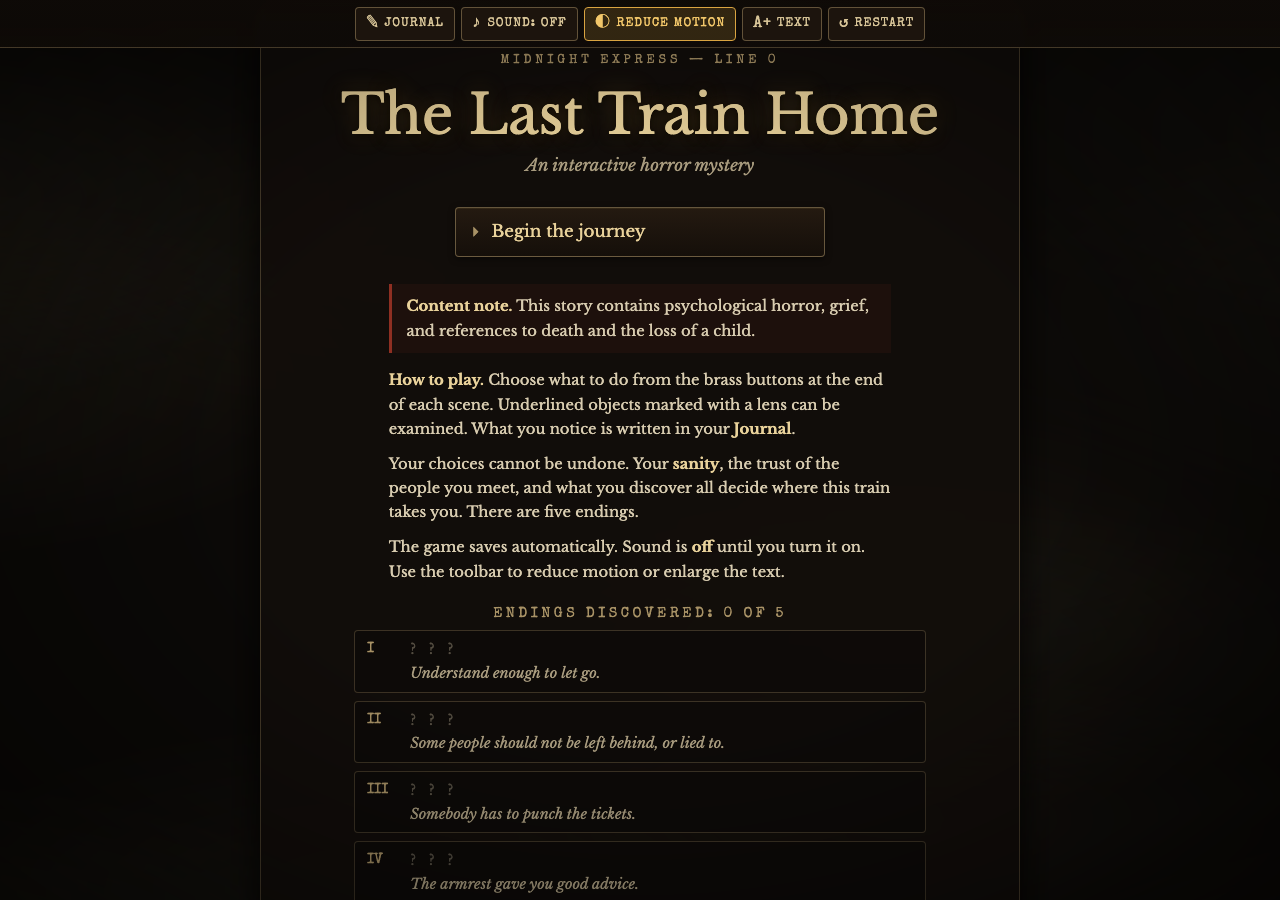 ✎ JOURNAL
♪ SOUND: OFF
◐ REDUCE MOTION
A+ TEXT
↺ RESTART
MIDNIGHT EXPRESS — LINE 0
The Last Train Home
An interactive horror mystery
Begin the journey
Content note. This story contains psychological horror, grief,
and references to death and the loss of a child.
How to play. Choose what to do from the brass buttons at the end
of each scene. Underlined objects marked with a lens can be
examined. What you notice is written in your Journal.
Your choices cannot be undone. Your sanity, the trust of the
people you meet, and what you discover all decide where this train
takes you. There are five endings.
The game saves automatically. Sound is off until you turn it on.
Use the toolbar to reduce motion or enlarge the text.
ENDINGS DISCOVERED: 0 OF 5
I ? ? ?
Understand enough to let go.
II ? ? ?
Some people should not be left behind, or lied to.
III ? ? ?
Somebody has to punch the tickets.
IV ? ? ?
The armrest gave you good advice.